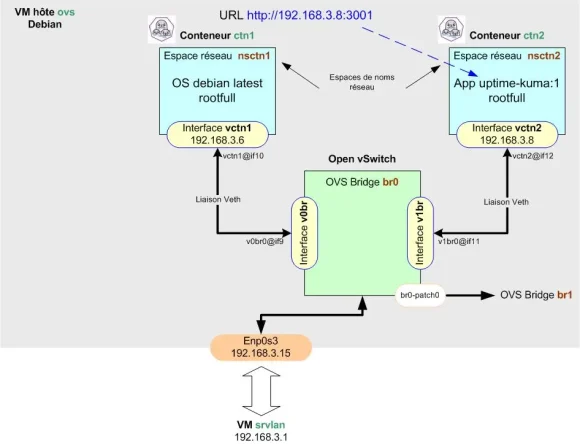 VM hôte ovs
Debian
URL http://192.168.3.8:3001
Conteneur ctn1
Conteneur ctn2
Espace réseau nsctn1
Espace réseau nsctn2
OS debian latest
rootfull
Espaces de noms
réseau
App uptime-kuma:1
rootfull
Interface vctn1
192.168.3.6
Interface vctn2
192.168.3.8
vctn1@if10
vctn2@if12
Open vSwitch
OVS Bridge br0
Liaison Veth
Liaison Veth
Interface v0br
Interface v1br
v0br0@if9
v1br0@if11
br0-patch0
OVS Bridge br1
Enp0s3
192.168.3.15
VM srvlan
192.168.3.1